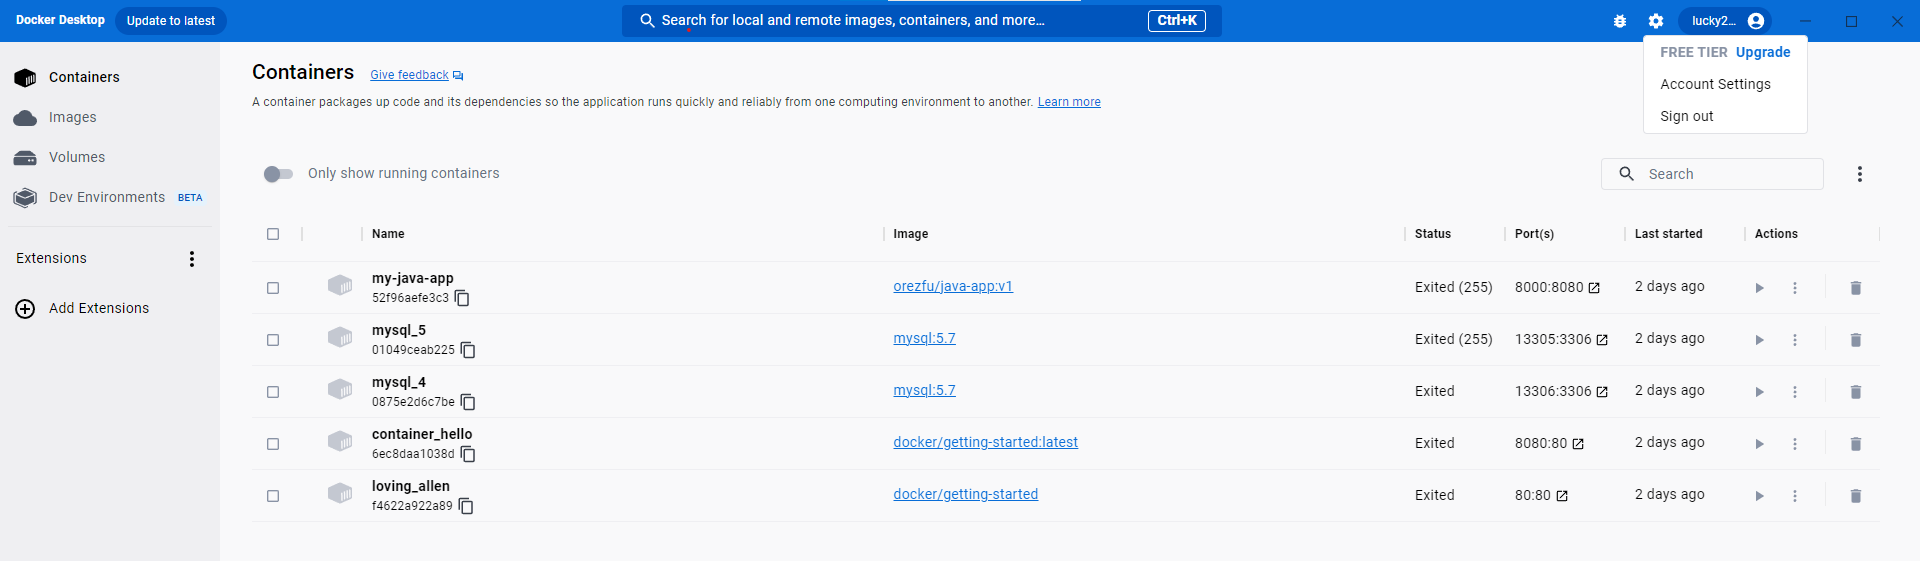 Docker Desktop Update to latest Search for local and remote images, containers, and more... Ctrl+K lucky2...
FREE TIER Upgrade
Account Settings
Sign out
Containers
Images
Volumes
Dev Environments BETA
Extensions
Add Extensions
Containers Give feedback
A container packages up code and its dependencies so the application runs quickly and reliably from one computing environment to another. Learn more
Only show running containers Search
Name Image Status Port(s) Last started Actions
my-java-app
52f96aefe3c3 orezfu/java-app:v1 Exited (255) 8000:8080 2 days ago
mysql_5
01049ceab225 mysql:5.7 Exited (255) 13305:3306 2 days ago
mysql_4
0875e2d6c7be mysql:5.7 Exited 13306:3306 2 days ago
container_hello
6ec8daa1038d docker/getting-started:latest Exited 8080:80 2 days ago
loving_allen
f4622a922a89 docker/getting-started Exited 80:80 2 days ago